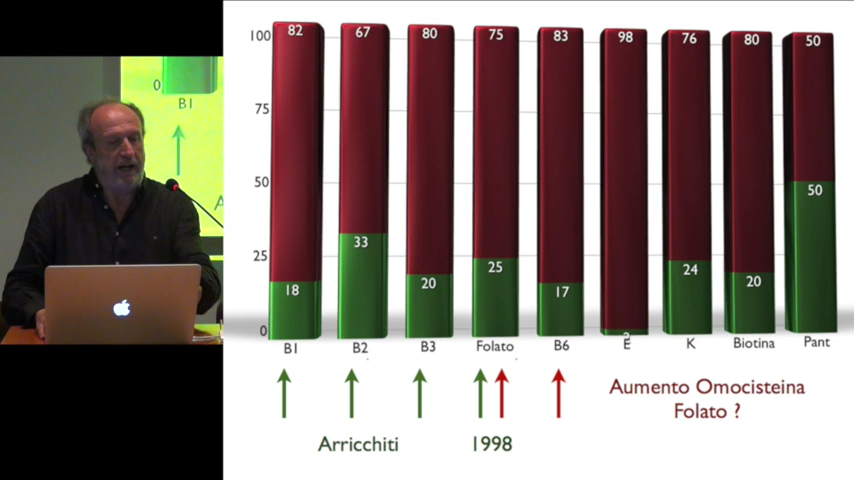 100
75
50
25
0
82
67
80
75
83
98
76
80
50
18
33
20
25
17
2
24
20
50
B1
B2
B3
Folato
B6
E
K
Biotina
Pant
Aumento Omocisteina
Folato ?
Arricchiti
1998
0
B1